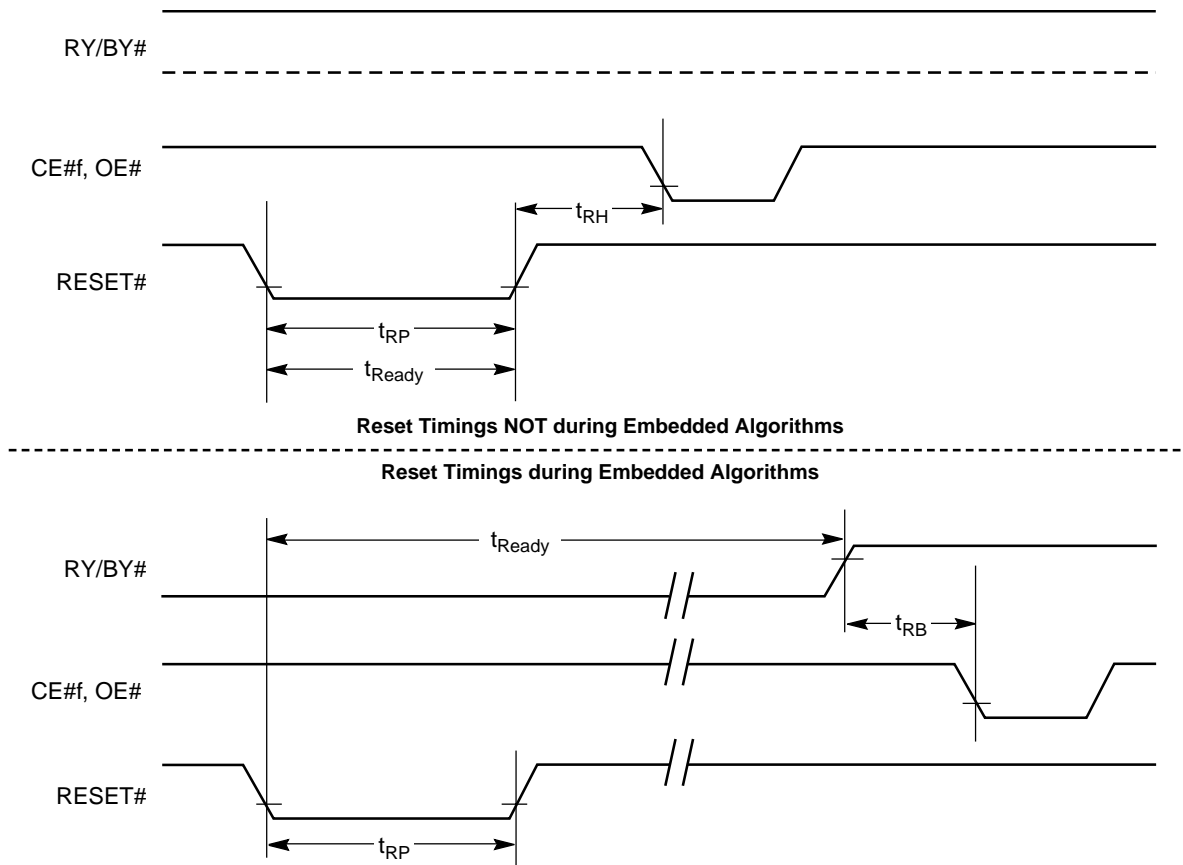 RY/BY#
CE#f, OE#
tRH
RESET#
tRP
tReady
Reset Timings NOT during Embedded Algorithms
Reset Timings during Embedded Algorithms
tReady
RY/BY#
tRB
CE#f, OE#
RESET#
tRP